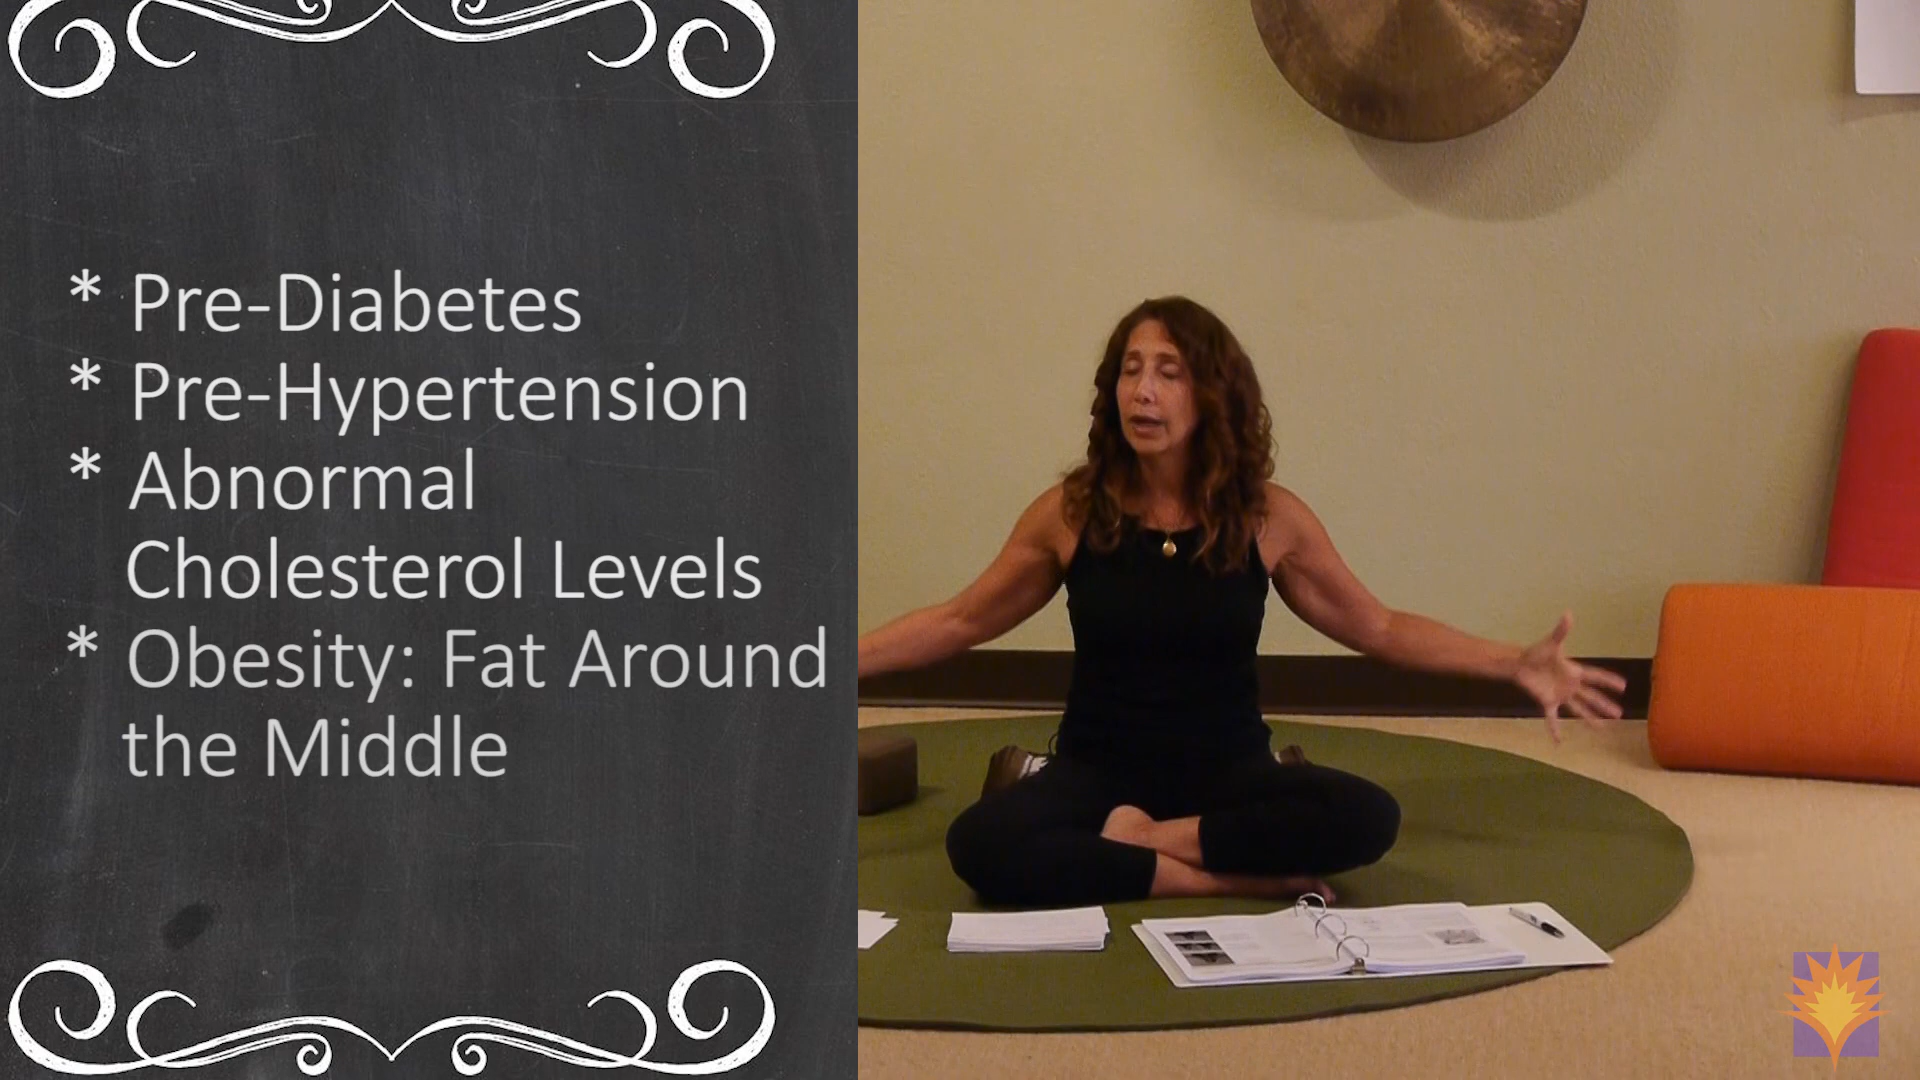 * Pre-Diabetes
* Pre-Hypertension
* Abnormal
Cholesterol Levels
* Obesity: Fat Around
the Middle